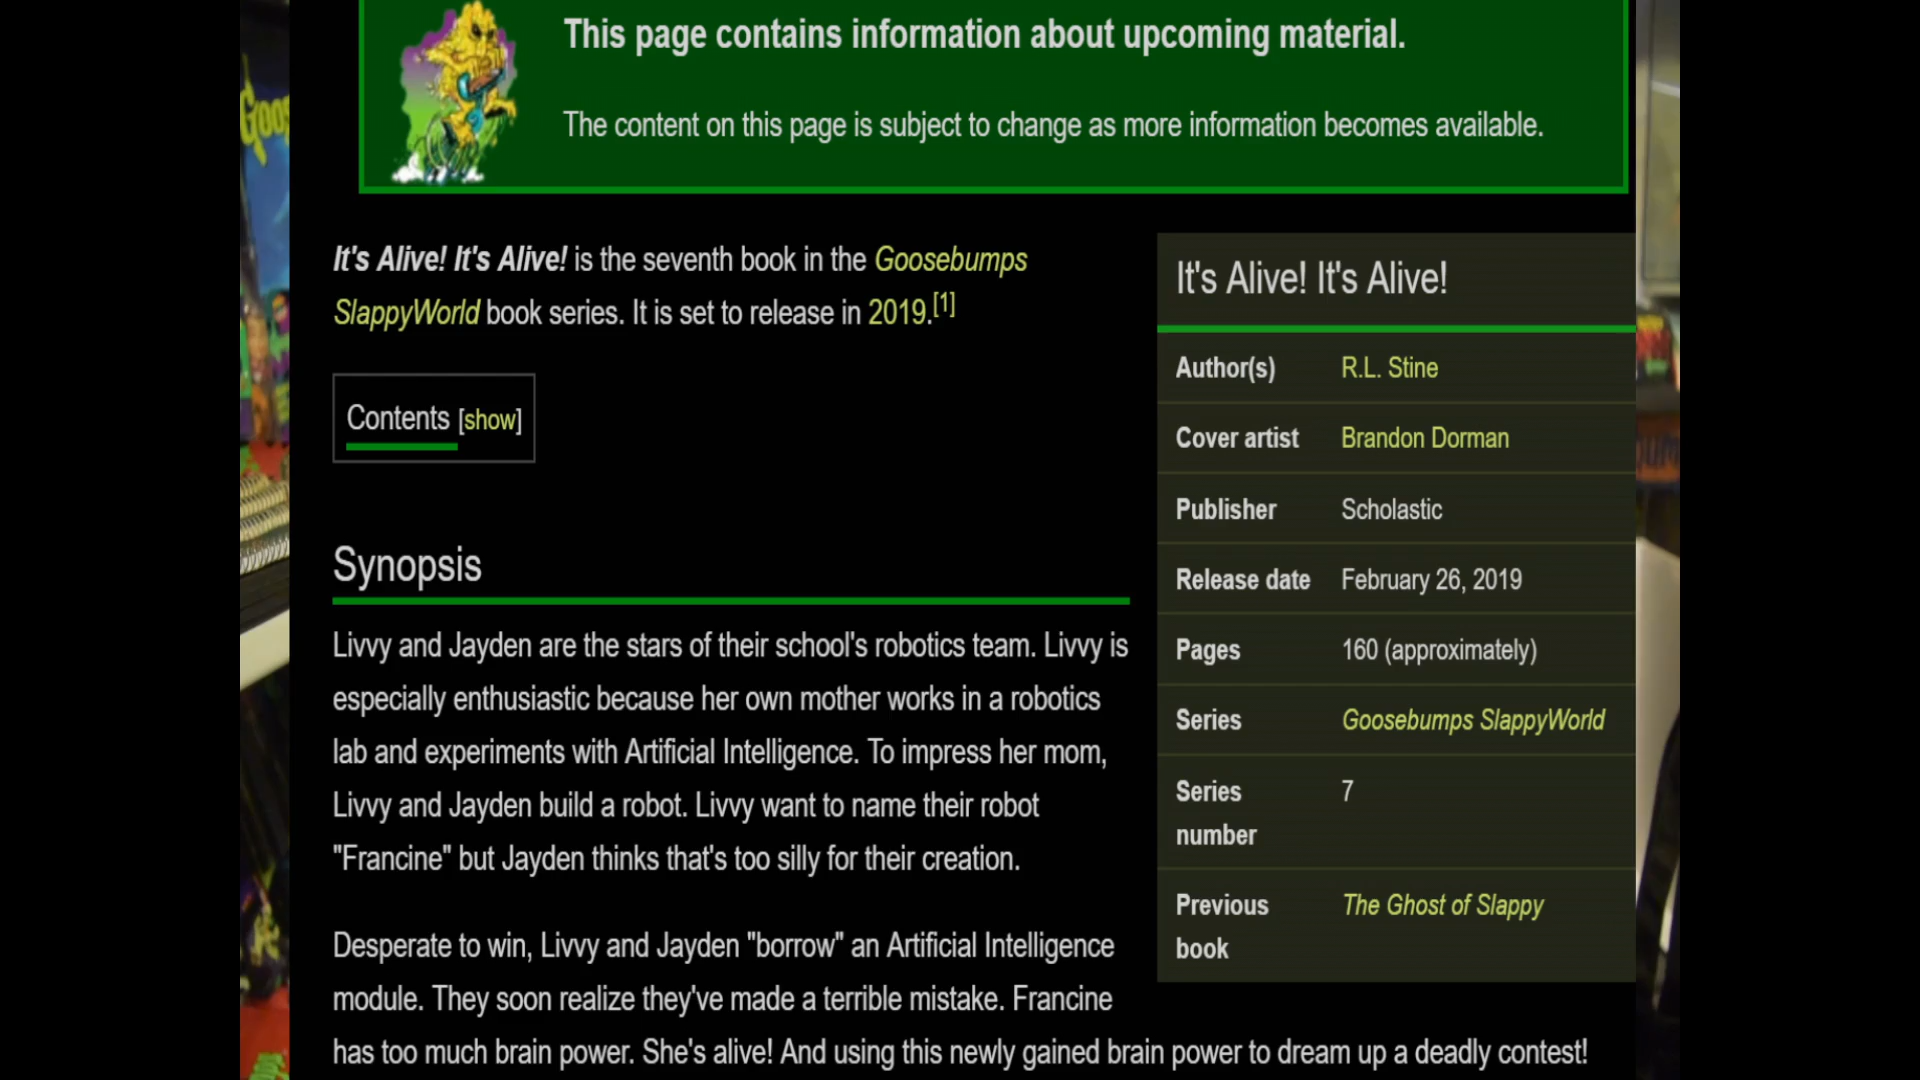 This page contains information about upcoming material.
The content on this page is subject to change as more information becomes available.
It's Alive! It's Alive! is the seventh book in the Goosebumps
SlappyWorld book series. It is set to release in 2019.[1]
Contents [show]
Synopsis
Livvy and Jayden are the stars of their school's robotics team. Livvy is
especially enthusiastic because her own mother works in a robotics
lab and experiments with Artificial Intelligence. To impress her mom,
Livvy and Jayden build a robot. Livvy want to name their robot
"Francine" but Jayden thinks that's too silly for their creation.
Desperate to win, Livvy and Jayden "borrow" an Artificial Intelligence
module. They soon realize they've made a terrible mistake. Francine
has too much brain power. She's alive! And using this newly gained brain power to dream up a deadly contest!
It's Alive! It's Alive!
Author(s) R.L. Stine
Cover artist Brandon Dorman
Publisher Scholastic
Release date February 26, 2019
Pages 160 (approximately)
Series Goosebumps SlappyWorld
Series 7
number
Previous The Ghost of Slappy
book